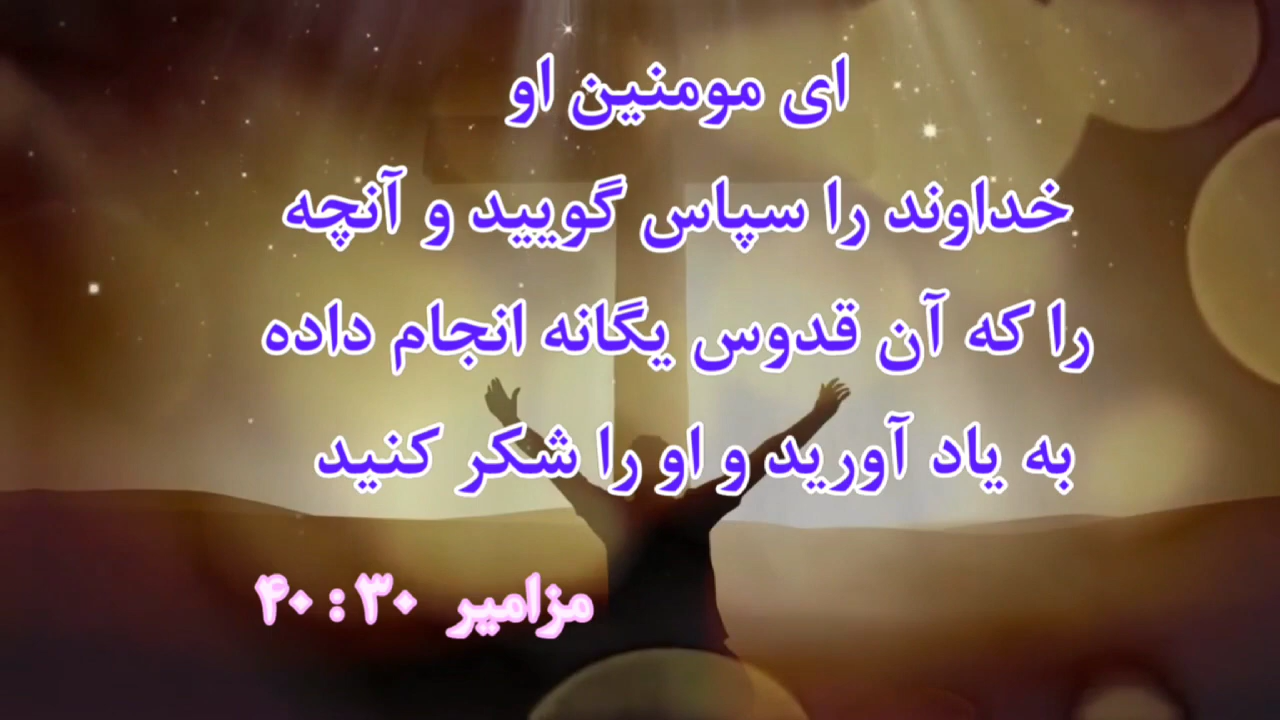 ای مومنین او
خداوند را سپاس گویید و آنچه
را که آن قدوس یگانه انجام داده
به یاد آورید و او را شکر کنید
مزامیر ۳۰ : ۴۰